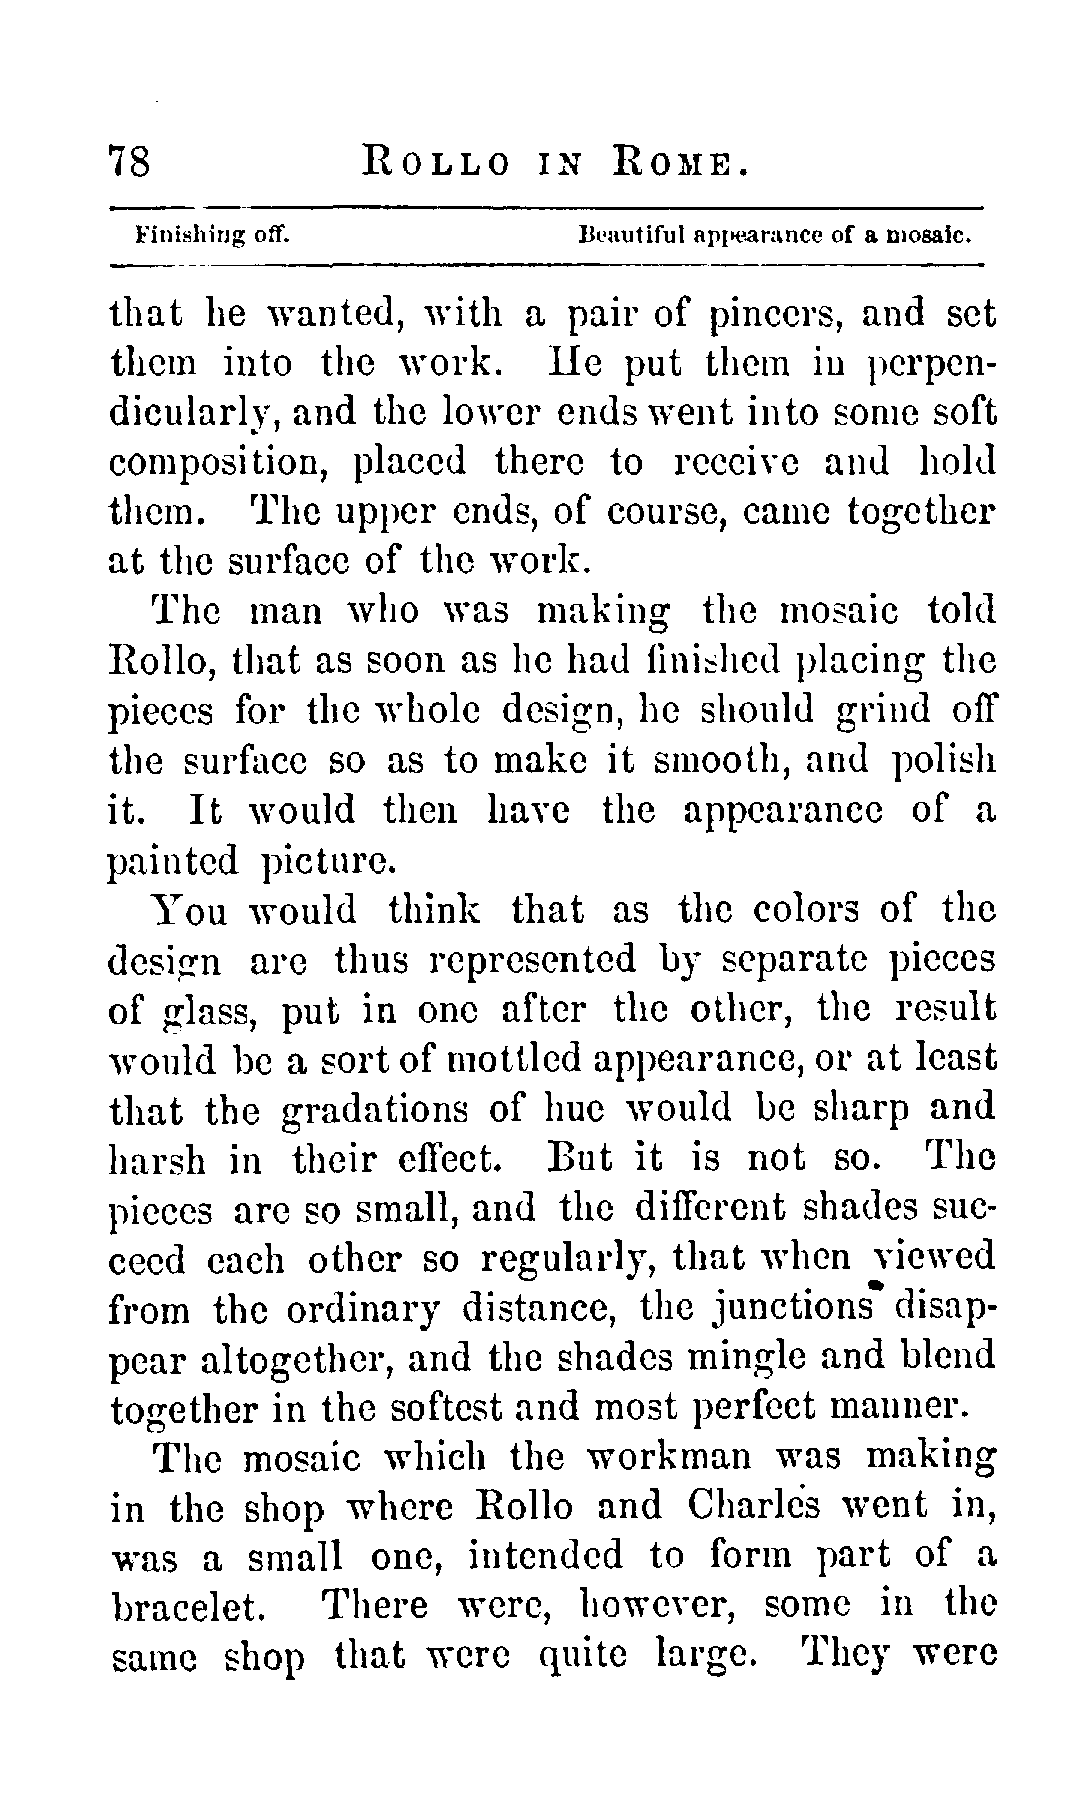 78 ROLLO IN ROME.
Finishing off. Beautiful appearance of a mosaic.
that he wanted, with a pair of pincers, and set
them into the work. He put them in perpen-
dicularly, and the lower ends went into some soft
composition, placed there to receive and hold
them. The upper ends, of course, came together
at the surface of the work.
The man who was making the mosaic told
Rollo, that as soon as he had finished placing the
pieces for the whole design, he should grind off
the surface so as to make it smooth, and polish
it. It would then have the appearance of a
painted picture.
You would think that as the colors of the
design are thus represented by separate pieces
of glass, put in one after the other, the result
would be a sort of mottled appearance, or at least
that the gradations of hue would be sharp and
harsh in their effect. But it is not so. The
pieces are so small, and the different shades suc-
ceed each other so regularly, that when viewed
from the ordinary distance, the junctions disap-
pear altogether, and the shades mingle and blend
together in the softest and most perfect manner.
The mosaic which the workman was making
in the shop where Rollo and Charles went in,
was a small one, intended to form part of a
bracelet. There were, however, some in the
same shop that were quite large. They were